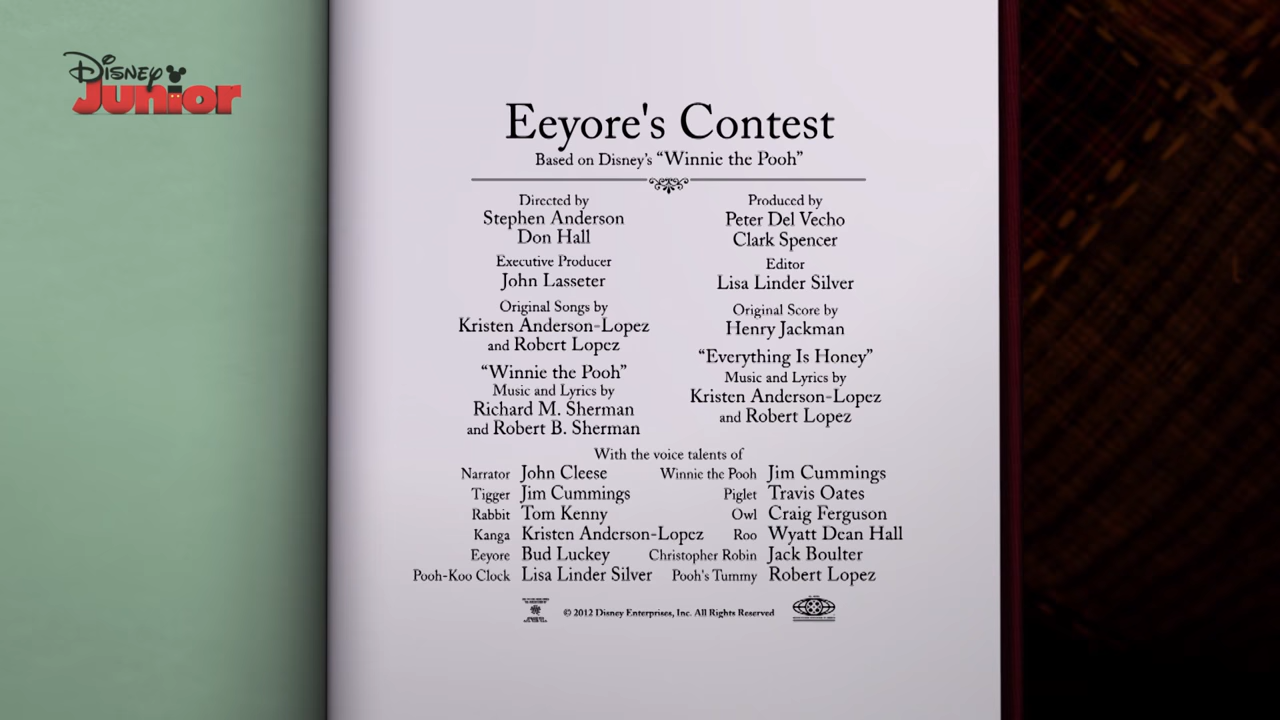 Disney
Junior
Eeyore's Contest
Based on Disney's “Winnie the Pooh”
Directed by
Stephen Anderson
Don Hall
Executive Producer
John Lasseter
Original Songs by
Kristen Anderson-Lopez
and Robert Lopez
“Winnie the Pooh”
Music and Lyrics by
Richard M. Sherman
and Robert B. Sherman
Produced by
Peter Del Vecho
Clark Spencer
Editor
Lisa Linder Silver
Original Score by
Henry Jackman
“Everything Is Honey”
Music and Lyrics by
Kristen Anderson-Lopez
and Robert Lopez
With the voice talents of
Narrator John Cleese Winnie the Pooh Jim Cummings
Tigger Jim Cummings Piglet Travis Oates
Rabbit Tom Kenny Owl Craig Ferguson
Kanga Kristen Anderson-Lopez Roo Wyatt Dean Hall
Eeyore Bud Luckey Christopher Robin Jack Boulter
Pooh-Koo Clock Lisa Linder Silver Pooh's Tummy Robert Lopez
© 2012 Disney Enterprises, Inc. All Rights Reserved